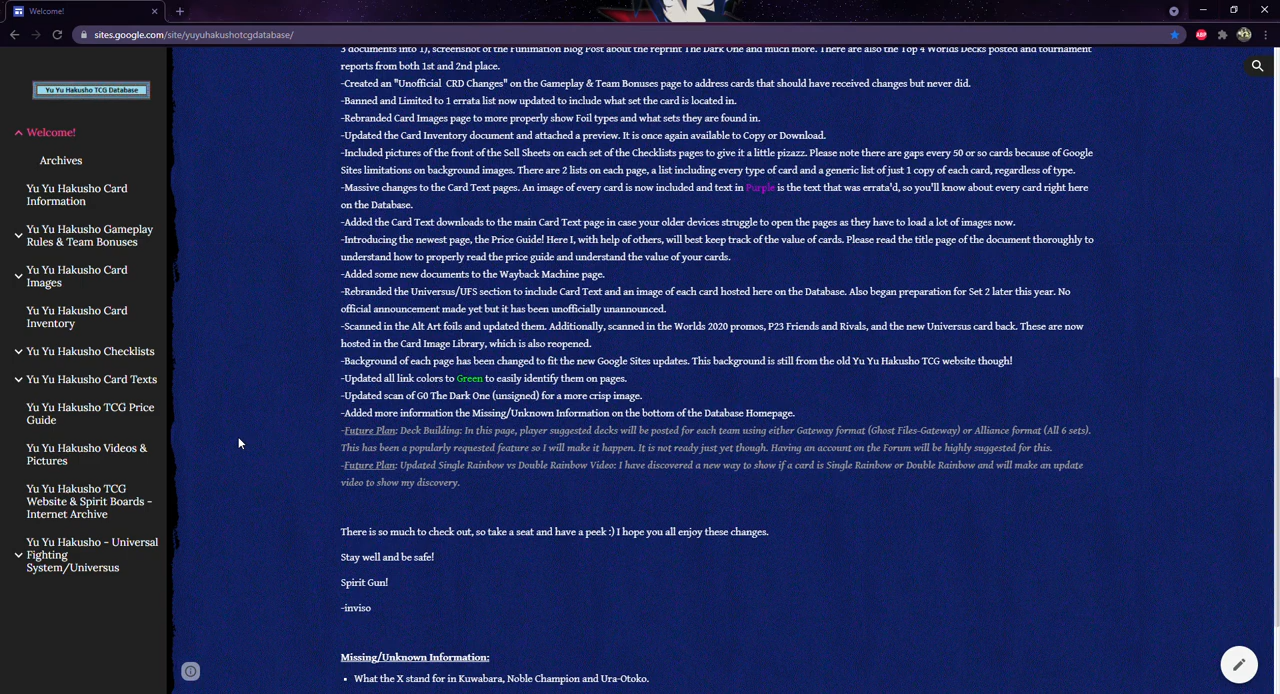 Welcome!
sites.google.com/site/yuyuhakushotcgdatabase/
ABP
Yu Yu Hakusho TCG Database
Welcome!
Archives
Yu Yu Hakusho Card
Information
Yu Yu Hakusho Gameplay
Rules & Team Bonuses
Yu Yu Hakusho Card
Images
Yu Yu Hakusho Card
Inventory
Yu Yu Hakusho Checklists
Yu Yu Hakusho Card Texts
Yu Yu Hakusho TCG Price
Guide
Yu Yu Hakusho Videos &
Pictures
Yu Yu Hakusho TCG
Website & Spirit Boards -
Internet Archive
Yu Yu Hakusho - Universal
Fighting
System/Universus
3 documents into 1), screenshot of the Funimation Blog Post about the reprint The Dark One and much more. There are also the Top 4 Worlds Decks posted and tournament
reports from both 1st and 2nd place.
-Created an "Unofficial  CRD Changes" on the Gameplay & Team Bonuses page to address cards that should have received changes but never did.
-Banned and Limited to 1 errata list now updated to include what set the card is located in.
-Rebranded Card Images page to more properly show Foil types and what sets they are found in.
-Updated the Card Inventory document and attached a preview. It is once again available to Copy or Download.
-Included pictures of the front of the Sell Sheets on each set of the Checklists pages to give it a little pizazz. Please note there are gaps every 50 or so cards because of Google
Sites limitations on background images. There are 2 lists on each page, a list including every type of card and a generic list of just 1 copy of each card, regardless of type.
-Massive changes to the Card Text pages. An image of every card is now included and text in Purple is the text that was errata'd, so you'll know about every card right here
on the Database.
-Added the Card Text downloads to the main Card Text page in case your older devices struggle to open the pages as they have to load a lot of images now.
-Introducing the newest page, the Price Guide! Here I, with help of others, will best keep track of the value of cards. Please read the title page of the document thoroughly to
understand how to properly read the price guide and understand the value of your cards.
-Added some new documents to the Wayback Machine page.
-Rebranded the Universus/UFS section to include Card Text and an image of each card hosted here on the Database. Also began preparation for Set 2 later this year. No
official announcement made yet but it has been unofficially unannounced.
-Scanned in the Alt Art foils and updated them. Additionally, scanned in the Worlds 2020 promos, P23 Friends and Rivals, and the new Universus card back. These are now
hosted in the Card Image Library, which is also reopened.
-Background of each page has been changed to fit the new Google Sites updates. This background is still from the old Yu Yu Hakusho TCG website though!
-Updated all link colors to Green to easily identify them on pages.
-Updated scan of G0 The Dark One (unsigned) for a more crisp image.
-Added more information the Missing/Unknown Information on the bottom of the Database Homepage.
-Future Plan: Deck Building: In this page, player suggested decks will be posted for each team using either Gateway format (Ghost Files-Gateway) or Alliance format (All 6 sets).
This has been a popularly requested feature so I will make it happen. It is not ready just yet though. Having an account on the Forum will be highly suggested for this.
-Future Plan: Updated Single Rainbow vs Double Rainbow Video: I have discovered a new way to show if a card is Single Rainbow or Double Rainbow and will make an update
video to show my discovery.
There is so much to check out, so take a seat and have a peek :) I hope you all enjoy these changes.
Stay well and be safe!
Spirit Gun!
-inviso
Missing/Unknown Information:
• What the X stand for in Kuwabara, Noble Champion and Ura-Otoko.